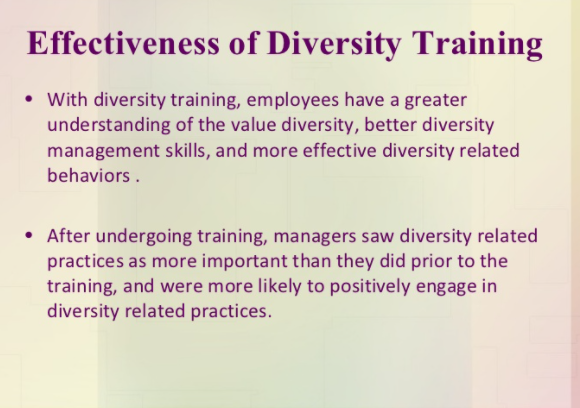 Effectiveness of Diversity Training
• With diversity training, employees have a greater
understanding of the value diversity, better diversity
management skills, and more effective diversity related
behaviors .
• After undergoing training, managers saw diversity related
practices as more important than they did prior to the
training, and were more likely to positively engage in
diversity related practices.